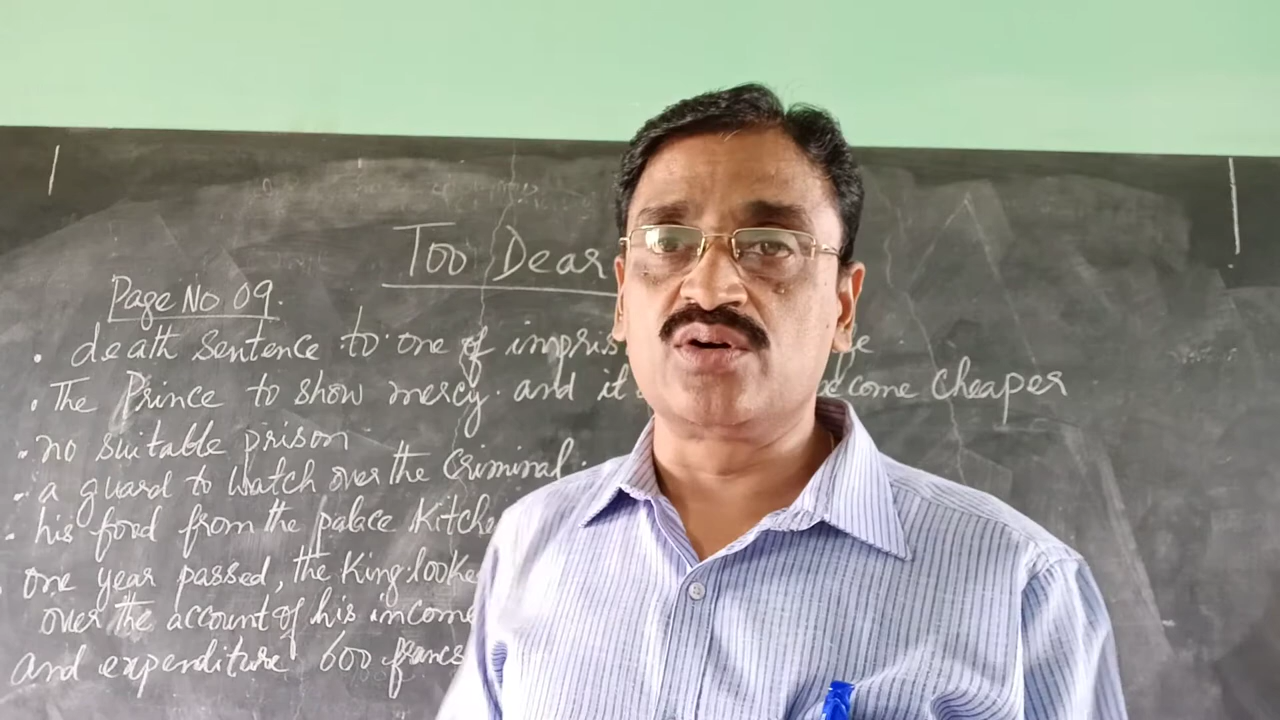 Too Dear
Page No 09.
. death sentence to one of impris
. The Prince to show mercy. and it come cheaper
. no suitable prison
. a guard to watch over the Criminal.
. his food from the palace Kitche
one year passed, the King looke
over the account of his income
and expenditure 600 francs